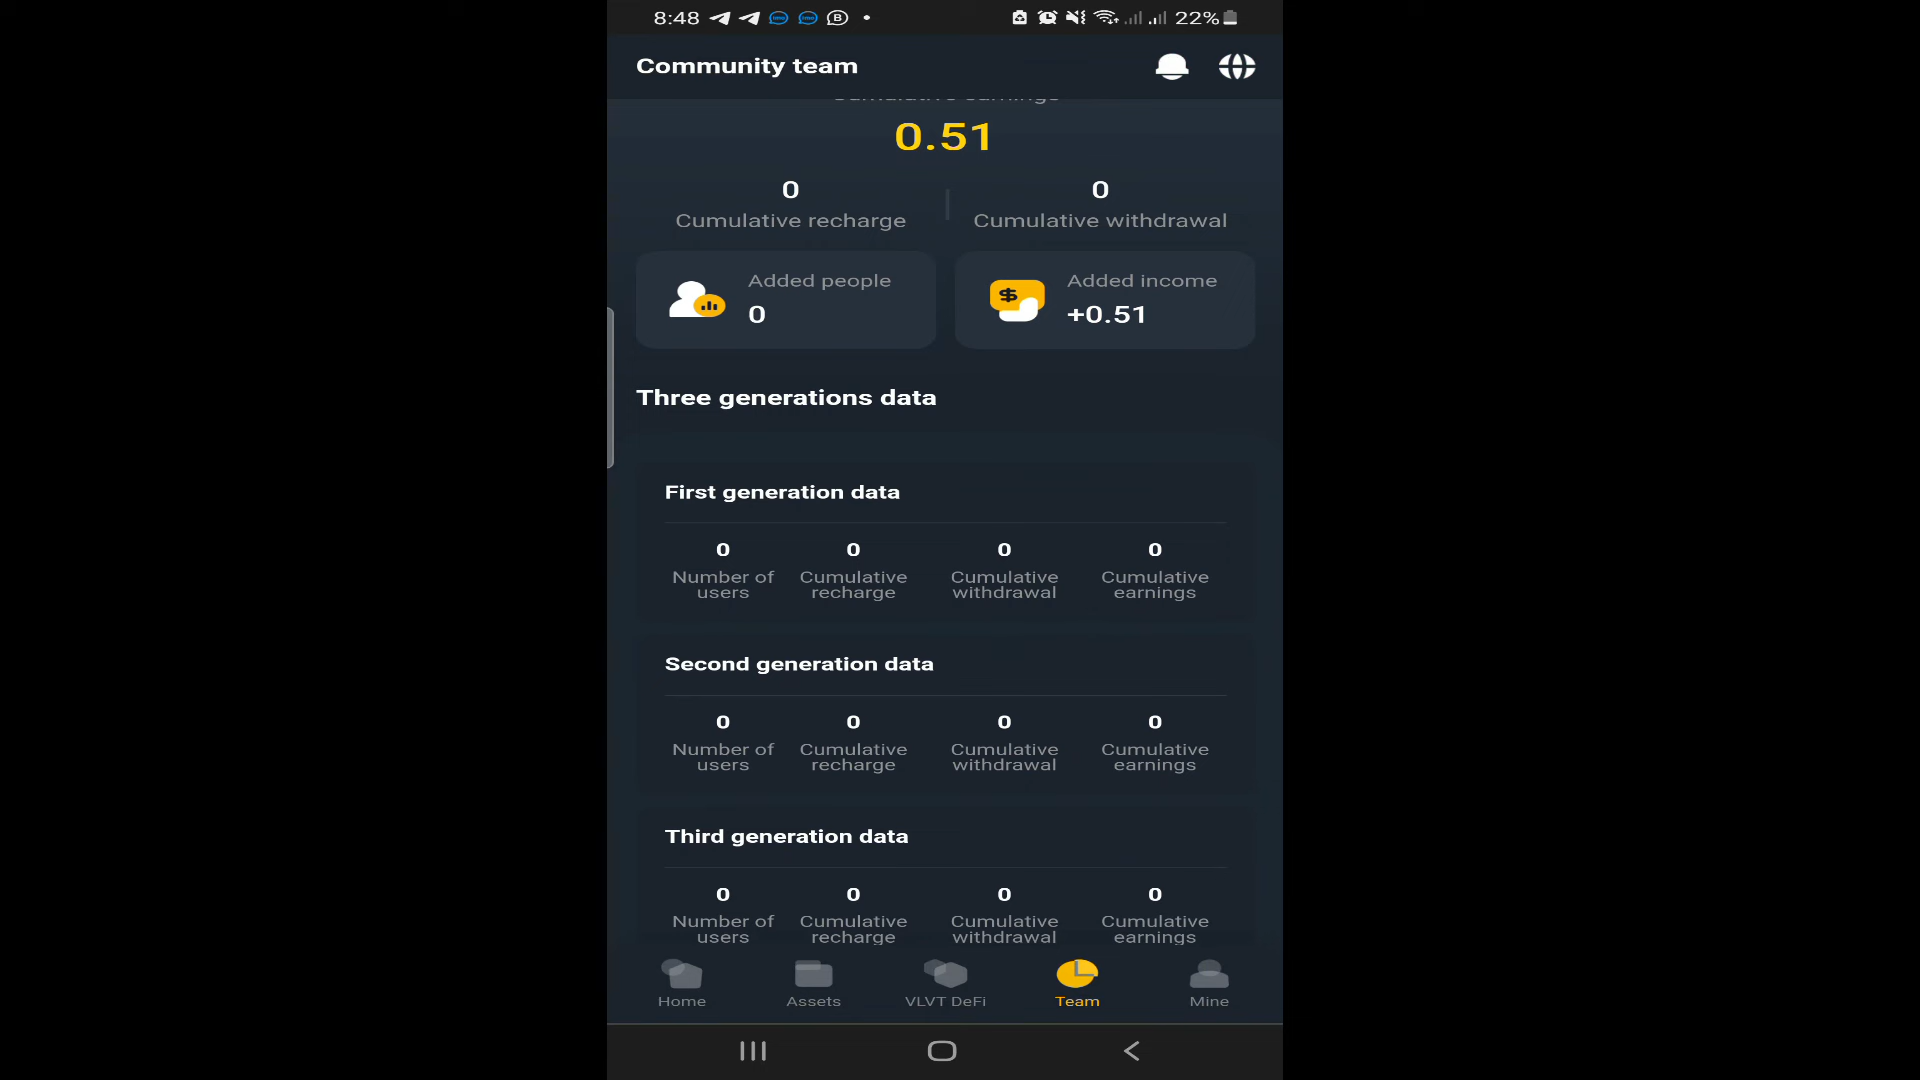 8:48
22%
Community team
Cumulative earnings
0.51
0 0
Cumulative recharge Cumulative withdrawal
Added people Added income
0 +0.51
Three generations data
First generation data
0 0 0 0
Number of Cumulative Cumulative Cumulative
users recharge withdrawal earnings
Second generation data
0 0 0 0
Number of Cumulative Cumulative Cumulative
users recharge withdrawal earnings
Third generation data
0 0 0 0
Number of Cumulative Cumulative Cumulative
users recharge withdrawal earnings
Home Assets VLVT DeFi Team Mine